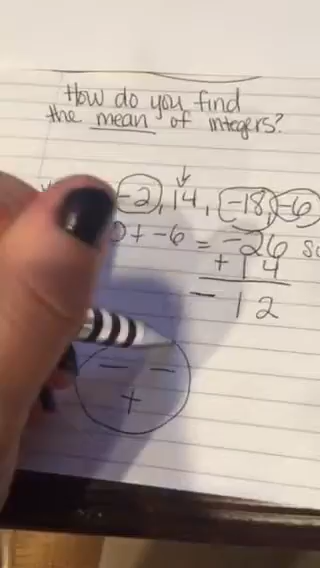 How do you find
the mean of integers?
-2, 14, -18, -6
+ -6 = -26
+ 14
- 12
- -
+